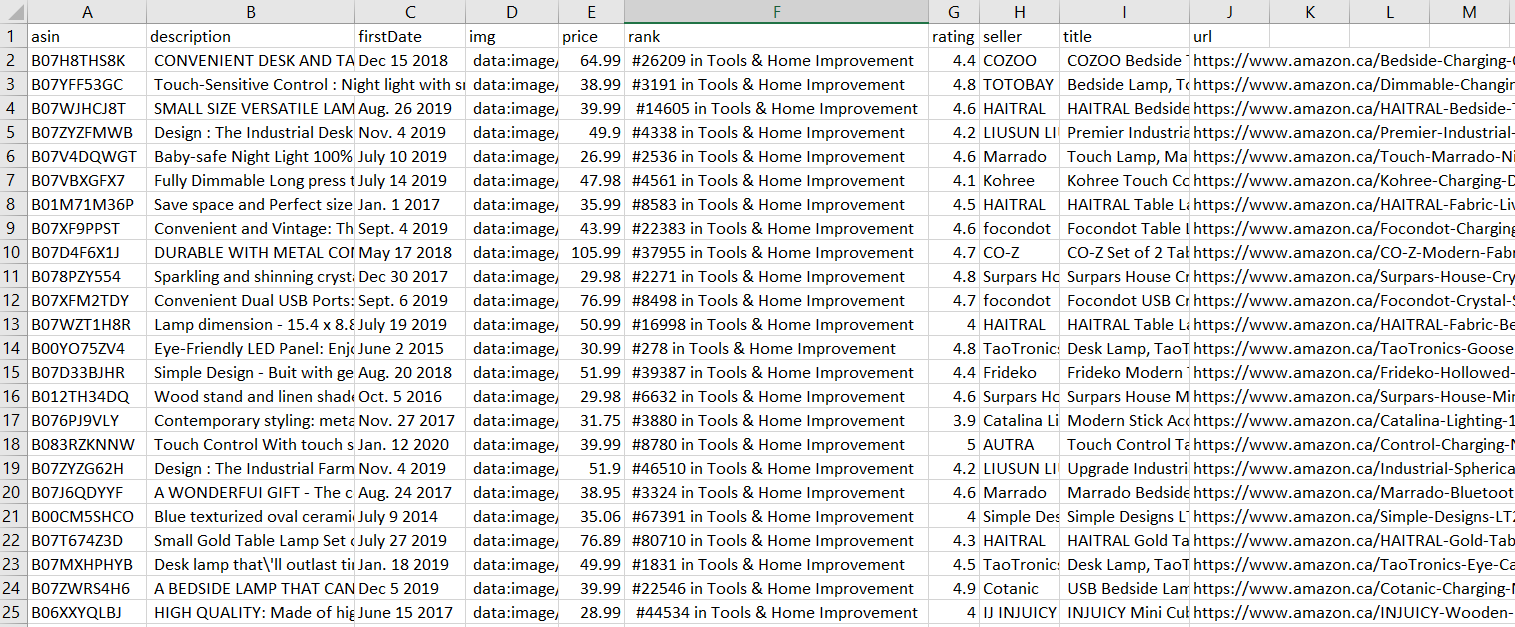 A B C D E F G H I J K L M
1 asin description firstDate img price rank rating seller title url
2 B07H8THS8K CONVENIENT DESK AND TA Dec 15 2018 data:image/ 64.99 #26209 in Tools & Home Improvement 4.4 COZOO COZOO Bedside https://www.amazon.ca/Bedside-Charging-
3 B07YFF53GC Touch-Sensitive Control : Night light with data:image/ 38.99 #3191 in Tools & Home Improvement 4.8 TOTOBAY Bedside Lamp, To https://www.amazon.ca/Dimmable-Changin
4 B07WJHCJ8T SMALL SIZE VERSATILE LAM Aug. 26 2019 data:image/ 39.99 #14605 in Tools & Home Improvement 4.6 HAITRAL HAITRAL Bedside https://www.amazon.ca/HAITRAL-Bedside-
5 B07ZYZFMWB Design : The Industrial Desk Nov. 4 2019 data:image/ 49.9 #4338 in Tools & Home Improvement 4.2 LIUSUN LI Premier Industria https://www.amazon.ca/Premier-Industrial-
6 B07V4DQWGT Baby-safe Night Light 100% July 10 2019 data:image/ 26.99 #2536 in Tools & Home Improvement 4.6 Marrado Touch Lamp, Ma https://www.amazon.ca/Touch-Marrado-Ni
7 B07VBXGFX7 Fully Dimmable Long press t July 14 2019 data:image/ 47.98 #4561 in Tools & Home Improvement 4.1 Kohree Kohree Touch Co https://www.amazon.ca/Kohree-Charging-D
8 B01M71M36P Save space and Perfect size Jan. 1 2017 data:image/ 35.99 #8583 in Tools & Home Improvement 4.5 HAITRAL HAITRAL Table La https://www.amazon.ca/HAITRAL-Fabric-Liv
9 B07XF9PPST Convenient and Vintage: Th Sept. 4 2019 data:image/ 43.99 #22383 in Tools & Home Improvement 4.6 focondot Focondot Table L https://www.amazon.ca/Focondot-Charging
10 B07D4F6X1J DURABLE WITH METAL CO May 17 2018 data:image/ 105.99 #37955 in Tools & Home Improvement 4.7 CO-Z CO-Z Set of 2 Tab https://www.amazon.ca/CO-Z-Modern-Fabr
11 B078PZY554 Sparkling and shinning crysta Dec 30 2017 data:image/ 29.98 #2271 in Tools & Home Improvement 4.8 Surpars Ho Surpars House Cr https://www.amazon.ca/Surpars-House-Cry
12 B07XFM2TDY Convenient Dual USB Ports: Sept. 6 2019 data:image/ 76.99 #8498 in Tools & Home Improvement 4.7 focondot Focondot USB Cr https://www.amazon.ca/Focondot-Crystal-S
13 B07WZT1H8R Lamp dimension - 15.4 x 8.8 July 19 2019 data:image/ 50.99 #16998 in Tools & Home Improvement 4 HAITRAL HAITRAL Table La https://www.amazon.ca/HAITRAL-Fabric-Be
14 B00YO75ZV4 Eye-Friendly LED Panel: Enjo June 2 2015 data:image/ 30.99 #278 in Tools & Home Improvement 4.8 TaoTronics Desk Lamp, TaoT https://www.amazon.ca/TaoTronics-Goose
15 B07D33BJHR Simple Design - Buit with ge Aug. 20 2018 data:image/ 51.99 #39387 in Tools & Home Improvement 4.4 Frideko Frideko Modern https://www.amazon.ca/Frideko-Hollowed-
16 B012TH34DQ Wood stand and linen shade Oct. 5 2016 data:image/ 29.98 #6632 in Tools & Home Improvement 4.6 Surpars Ho Surpars House M https://www.amazon.ca/Surpars-House-Min
17 B076PJ9VLY Contemporary styling: meta Nov. 27 2017 data:image/ 31.75 #3880 in Tools & Home Improvement 3.9 Catalina Li Modern Stick Acc https://www.amazon.ca/Catalina-Lighting-1
18 B083RZKNNW Touch Control With touch s Jan. 12 2020 data:image/ 39.99 #8780 in Tools & Home Improvement 5 AUTRA Touch Control Ta https://www.amazon.ca/Control-Charging-N
19 B07ZYZG62H Design : The Industrial Farm Nov. 4 2019 data:image/ 51.9 #46510 in Tools & Home Improvement 4.2 LIUSUN LI Upgrade Industri https://www.amazon.ca/Industrial-Spherica
20 B07J6QDYYF A WONDERFUI GIFT - The c Aug. 24 2017 data:image/ 38.95 #3324 in Tools & Home Improvement 4.6 Marrado Marrado Bedside https://www.amazon.ca/Marrado-Bluetoot
21 B00CM5SHCO Blue texturized oval cerami July 9 2014 data:image/ 35.06 #67391 in Tools & Home Improvement 4 Simple Des Simple Designs LT https://www.amazon.ca/Simple-Designs-LT2
22 B07T674Z3D Small Gold Table Lamp Set o July 27 2019 data:image/ 76.89 #80710 in Tools & Home Improvement 4.3 HAITRAL HAITRAL Gold Ta https://www.amazon.ca/HAITRAL-Gold-Tab
23 B07MXHPHYB Desk lamp that\'ll outlast tin Jan. 18 2019 data:image/ 49.99 #1831 in Tools & Home Improvement 4.5 TaoTronics Desk Lamp, TaoT https://www.amazon.ca/TaoTronics-Eye-Ca
24 B07ZWRS4H6 A BEDSIDE LAMP THAT CAN Dec 5 2019 data:image/ 39.99 #22546 in Tools & Home Improvement 4.9 Cotanic USB Bedside Lam https://www.amazon.ca/Cotanic-Charging-
25 B06XXYQLBJ HIGH QUALITY: Made of hig June 15 2017 data:image/ 28.99 #44534 in Tools & Home Improvement 4 IJ INJUICY INJUICY Mini Cub https://www.amazon.ca/INJUICY-Wooden-